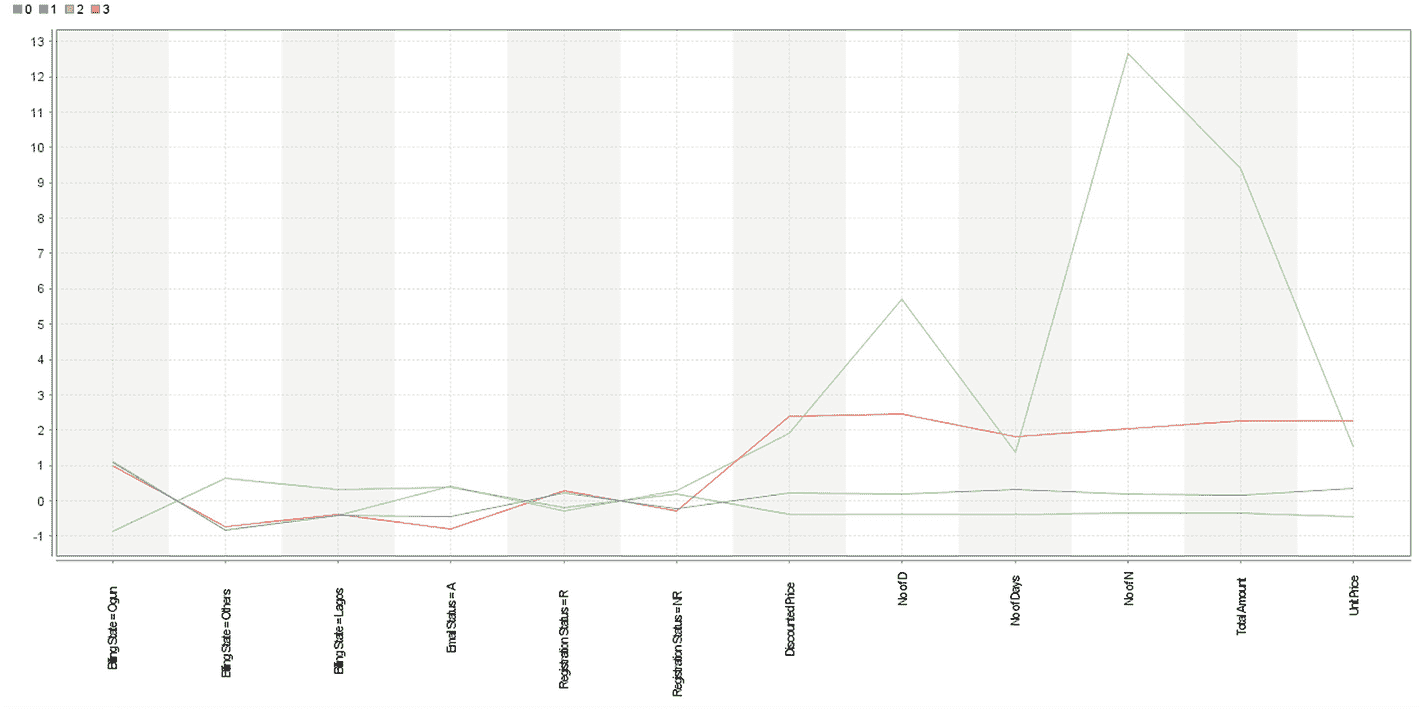 0 1 2 3
13
12
11
10
9
8
7
6
5
4
3
2
1
0
-1
Billing State = Ogun
Billing State = Others
Billing State = Lagos
Email Status = A
Registration Status = R
Registration Status = NR
Discounted Price
No of D
No of Days
No of N
Total Amount
Unit Price